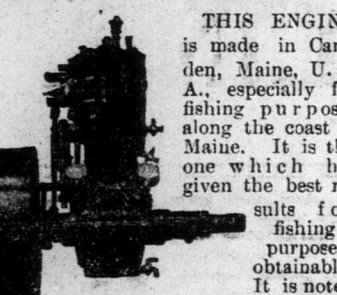 THIS ENGIN
is made in Cam
den, Maine, U.
A., especially f
fishing purpos
along the coast
Maine. It is th
one which h
given the best r
sults fo
fishing
purpose
obtainabl
It is note